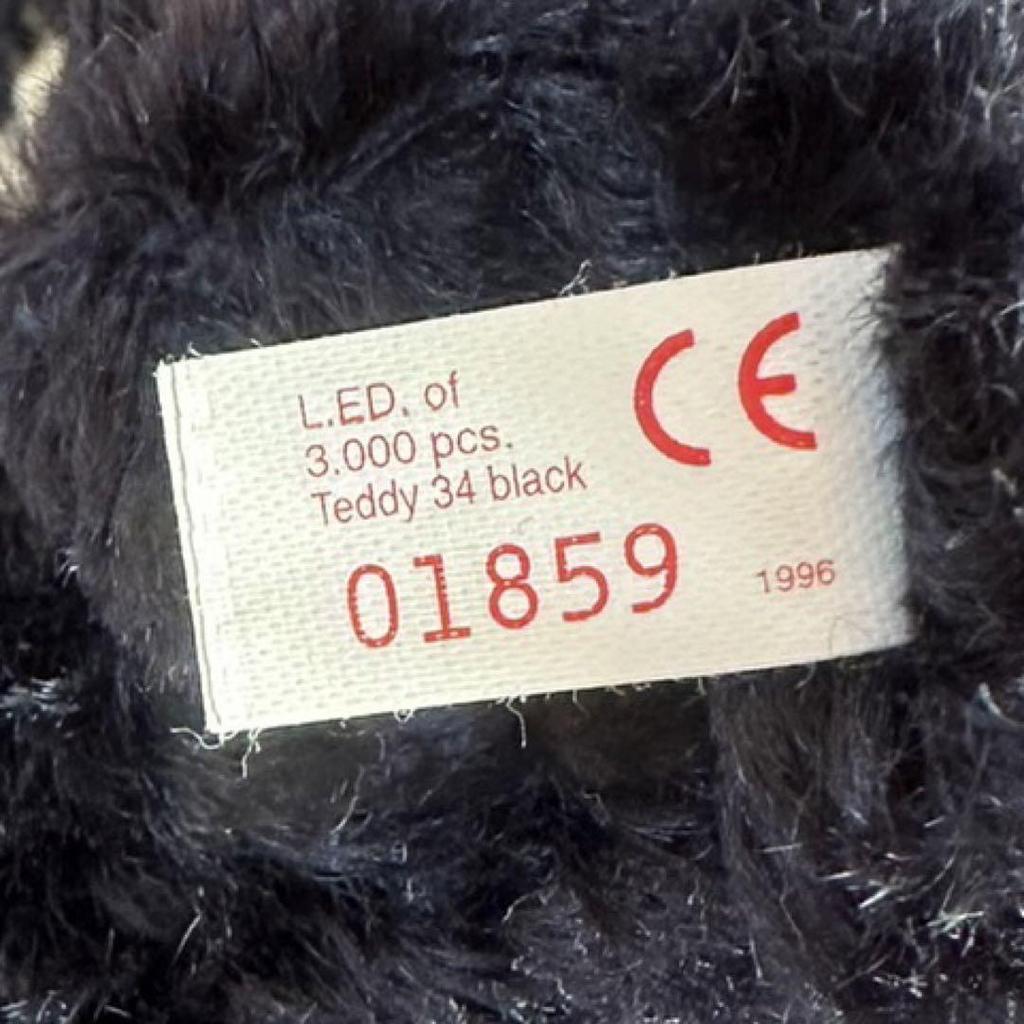 L.ED. of
3.000 pcs.
Teddy 34 black
CE
01859
1996